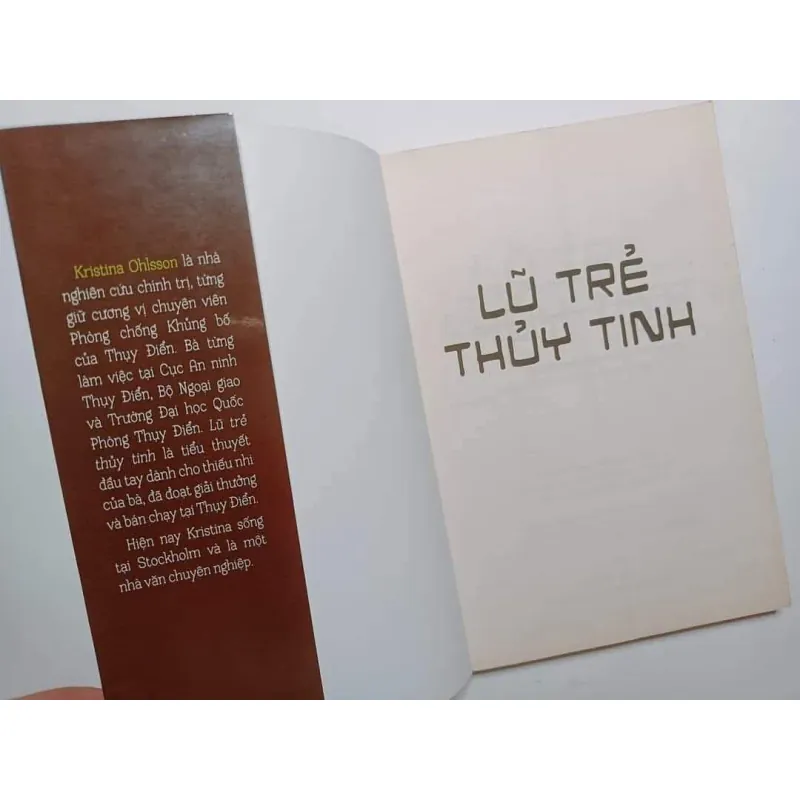 Kristina Ohlsson là nhà
nghiên cứu chính trị, từng
giữ cương vị chuyên viên
Phòng chống Khủng bố
của Thụy Điển. Bà từng
làm việc tại Cục An ninh
Thụy Điển, Bộ Ngoại giao
và Trường Đại học Quốc
Phòng Thụy Điển. Lũ trẻ
thủy tinh là tiểu thuyết
đầu tay dành cho thiếu nhi
của bà, đã đoạt giải thưởng
và bán chạy tại Thụy Điển.
Hiện nay Kristina sống
tại Stockholm và là một
nhà văn chuyên nghiệp.
LŨ TRẺ
THỦY TINH